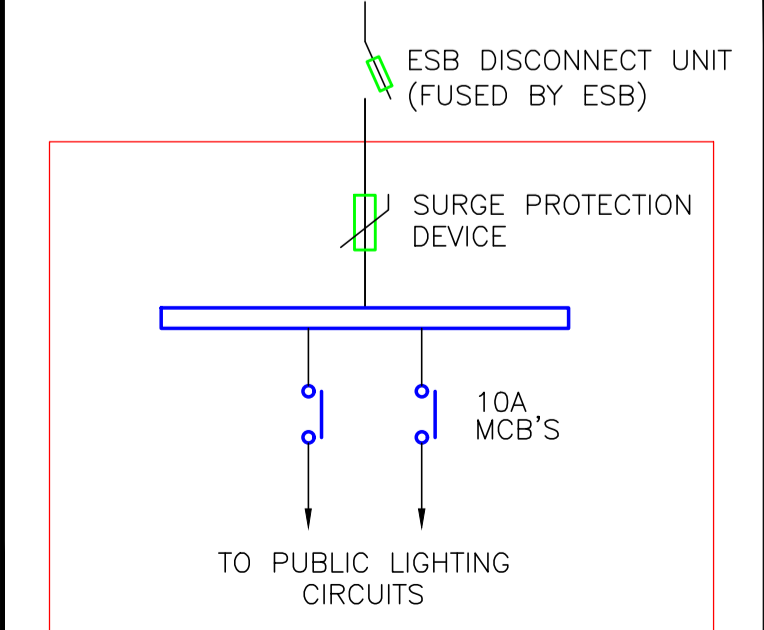 ESB DISCONNECT UNIT
(FUSED BY ESB)
SURGE PROTECTION
DEVICE
10A
MCB'S
TO PUBLIC LIGHTING
CIRCUITS